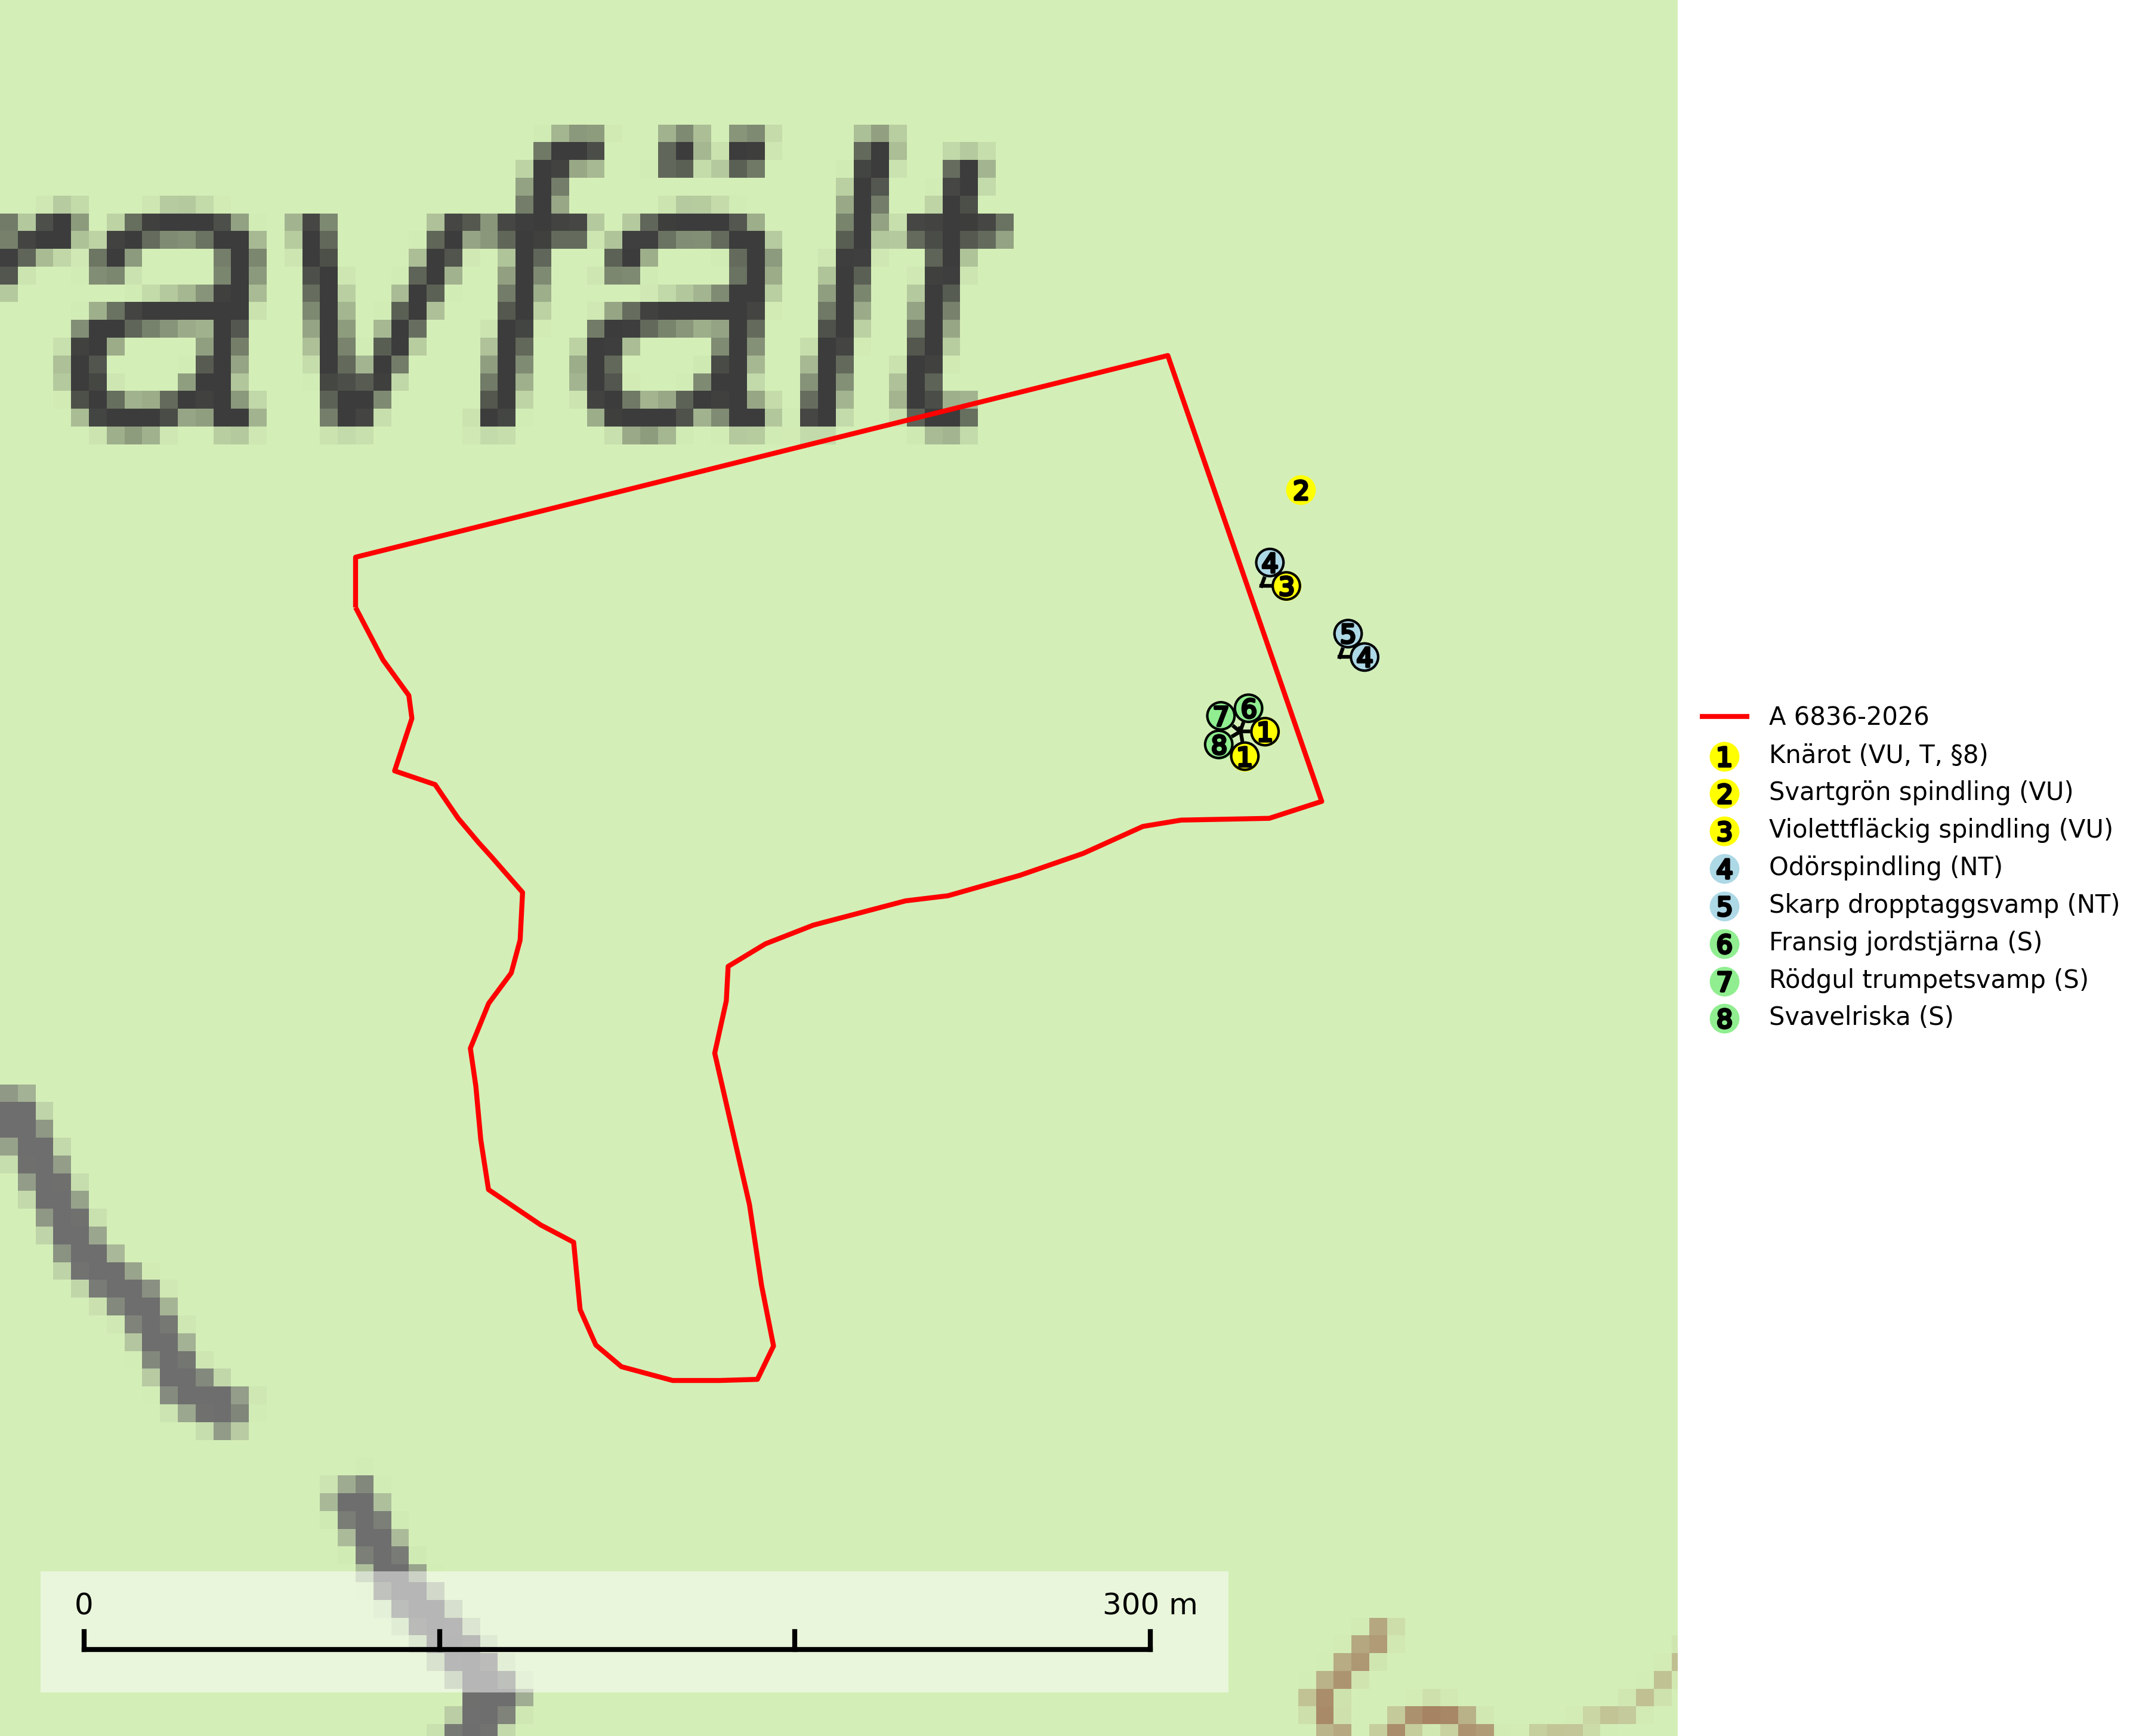 avfält
2
4
3
5
4
6
7
1
8
1
A 6836-2026
1 Knärot (VU, T, §8)
2 Svartgrön spindling (VU)
3 Violettfläckig spindling (VU)
4 Odörspindling (NT)
5 Skarp dropptaggsvamp (NT)
6 Fransig jordstjärna (S)
7 Rödgul trumpetsvamp (S)
8 Svavelriska (S)
0 300 m